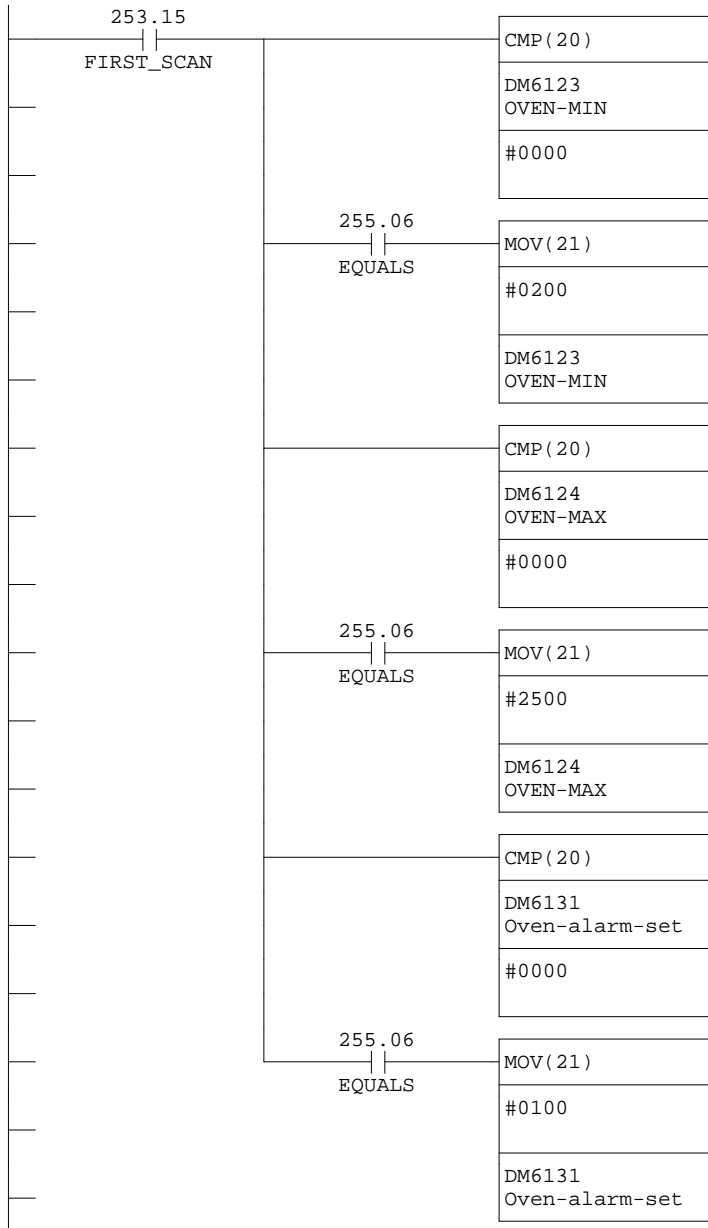 253.15
FIRST_SCAN
CMP(20)
DM6123
OVEN-MIN
#0000
255.06
EQUALS
MOV(21)
#0200
DM6123
OVEN-MIN
CMP(20)
DM6124
OVEN-MAX
#0000
255.06
EQUALS
MOV(21)
#2500
DM6124
OVEN-MAX
CMP(20)
DM6131
Oven-alarm-set
#0000
255.06
EQUALS
MOV(21)
#0100
DM6131
Oven-alarm-set